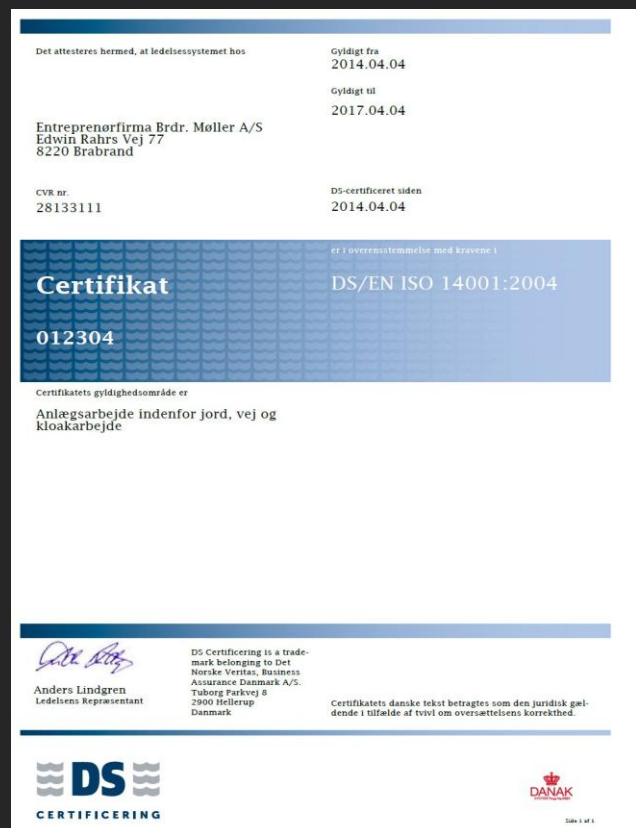 Det attesteres hermed, at ledelsessystemet hos
Entreprenørfirma Brdr. Møller A/S
Edwin Rahrs Vej 77
8220 Brabrand
CVR nr.
28133111
Gyldigt fra
2014.04.04
Gyldigt til
2017.04.04
DS-certificeret siden
2014.04.04
Certifikat
012304
er i overensstemmelse med kravene i
DS/EN ISO 14001:2004
Certifikatets gyldighedsområde er
Anlægsarbejde indenfor jord, vej og
kloakarbejde
Anders Lindgren
Ledelsens Repræsentant
DS Certificering is a trade-
mark belonging to Det
Norske Veritas, Business
Assurance Danmark A/S.
Tuborg Parkvej 8
2900 Hellerup
Danmark
Certifikatets danske tekst betragtes som den juridisk gæl-
dende i tilfælde af tvivl om oversættelsens korrekthed.
DS
CERTIFICERING
DANAK
Side 1 af 1